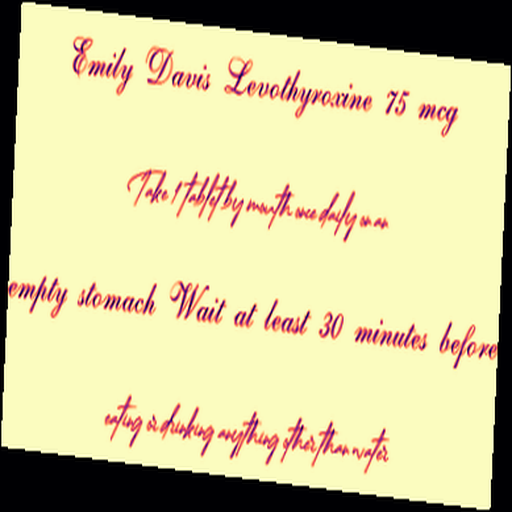 Emily Davis Levothyroxine 75 mcg
Take 1 tablet by mouth once daily on an
empty stomach Wait at least 30 minutes before
eating or drinking anything other than water